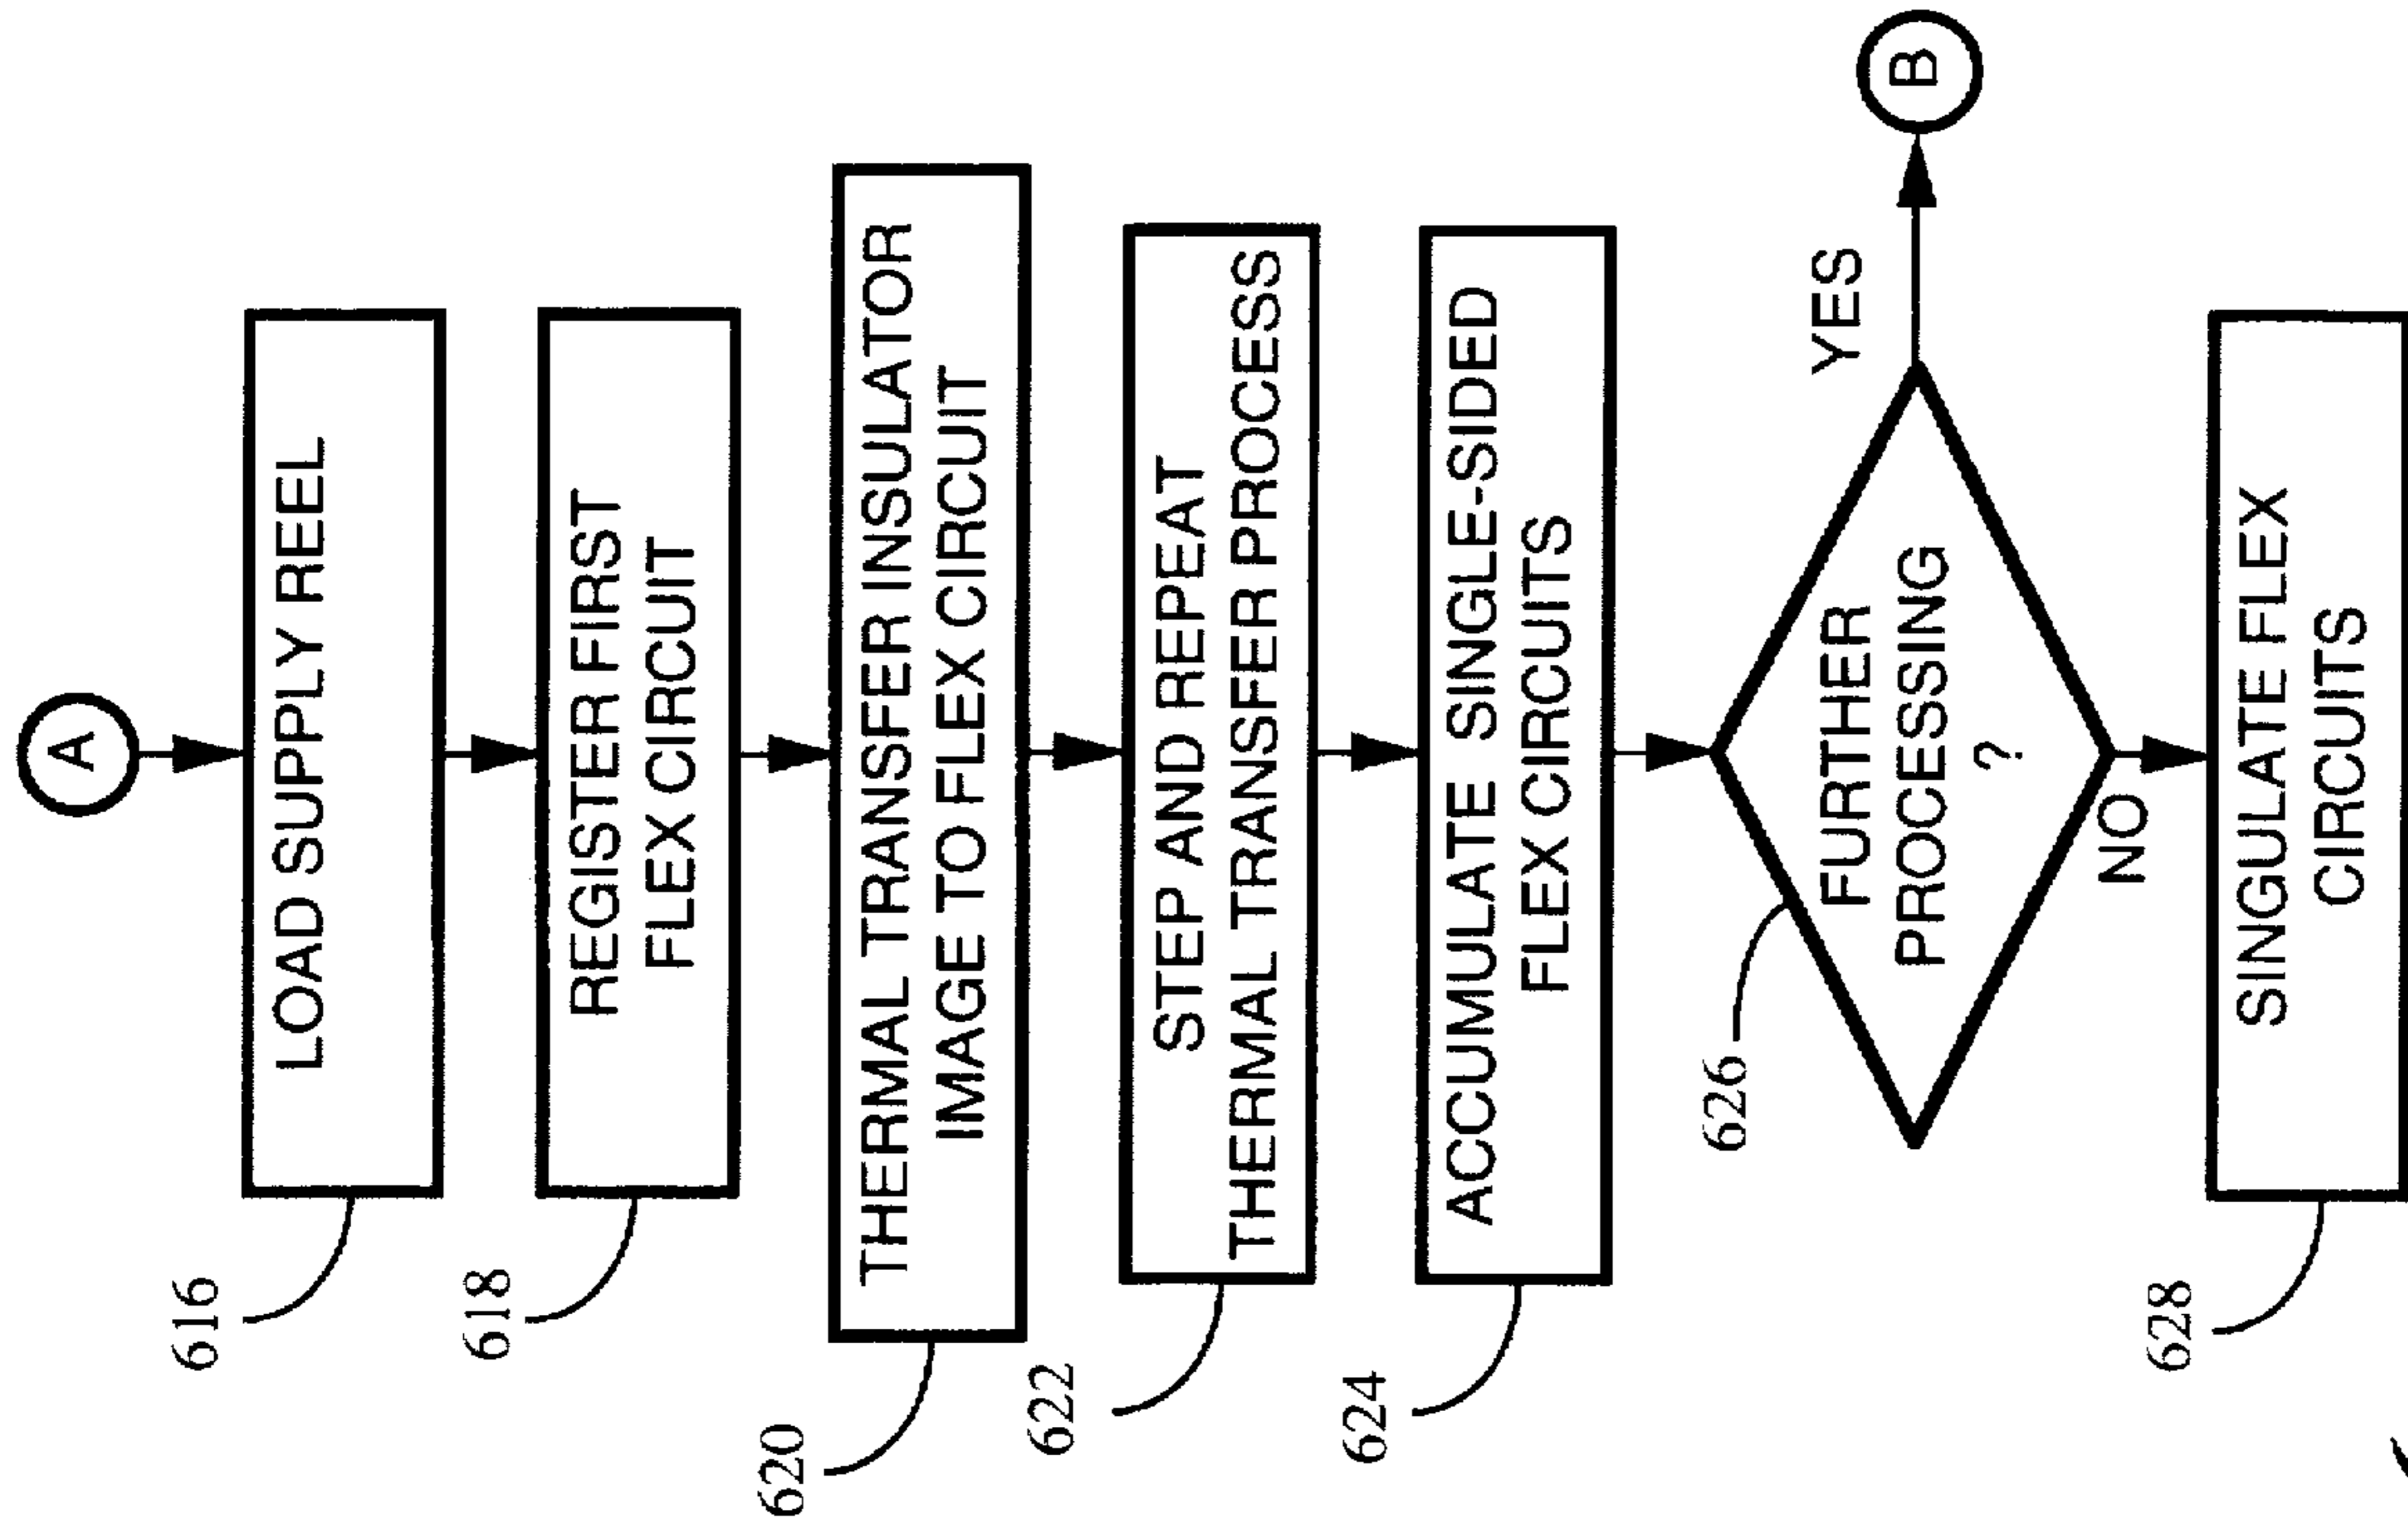 A
616
LOAD SUPPLY REEL
618
REGISTER FIRST
FLEX CIRCUIT
620
THERMAL TRANSFER INSULATOR
IMAGE TO FLEX CIRCUIT
622
STEP AND REPEAT
THERMAL TRANSFER PROCESS
624
ACCUMULATE SINGLE-SIDED
FLEX CIRCUITS
626
FURTHER
PROCESSING
?
YES
B
NO
628
SINGULATE FLEX
CIRCUITS